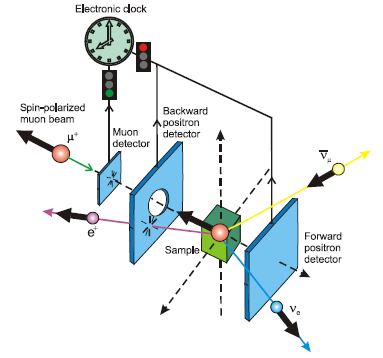 Electronic clock
Spin-polarized
muon beam
μ⁺
Muon
detector
Backward
positron
detector
ν̅μ
e⁺
Sample
Forward
positron
detector
νe